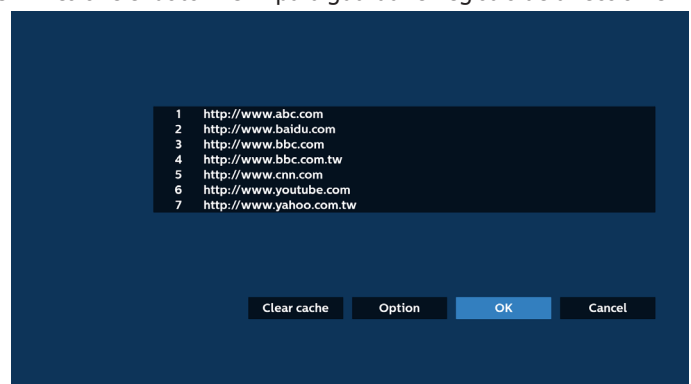 1 http://www.abc.com
2 http://www.baidu.com
3 http://www.bbc.com
4 http://www.bbc.com.tw
5 http://www.cnn.com
6 http://www.youtube.com
7 http://www.yahoo.com.tw
Clear cache Option OK Cancel